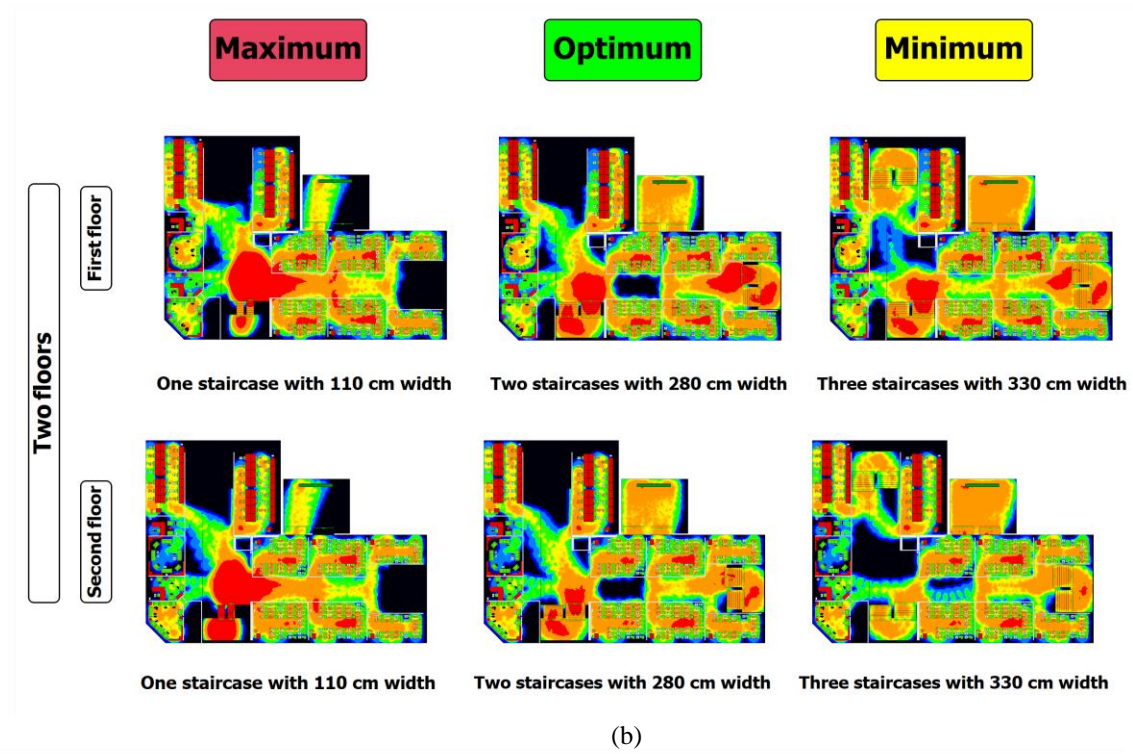 Maximum
Optimum
Minimum
Two floors
First floor
One staircase with 110 cm width
Two staircases with 280 cm width
Three staircases with 330 cm width
Second floor
One staircase with 110 cm width
Two staircases with 280 cm width
Three staircases with 330 cm width
(b)